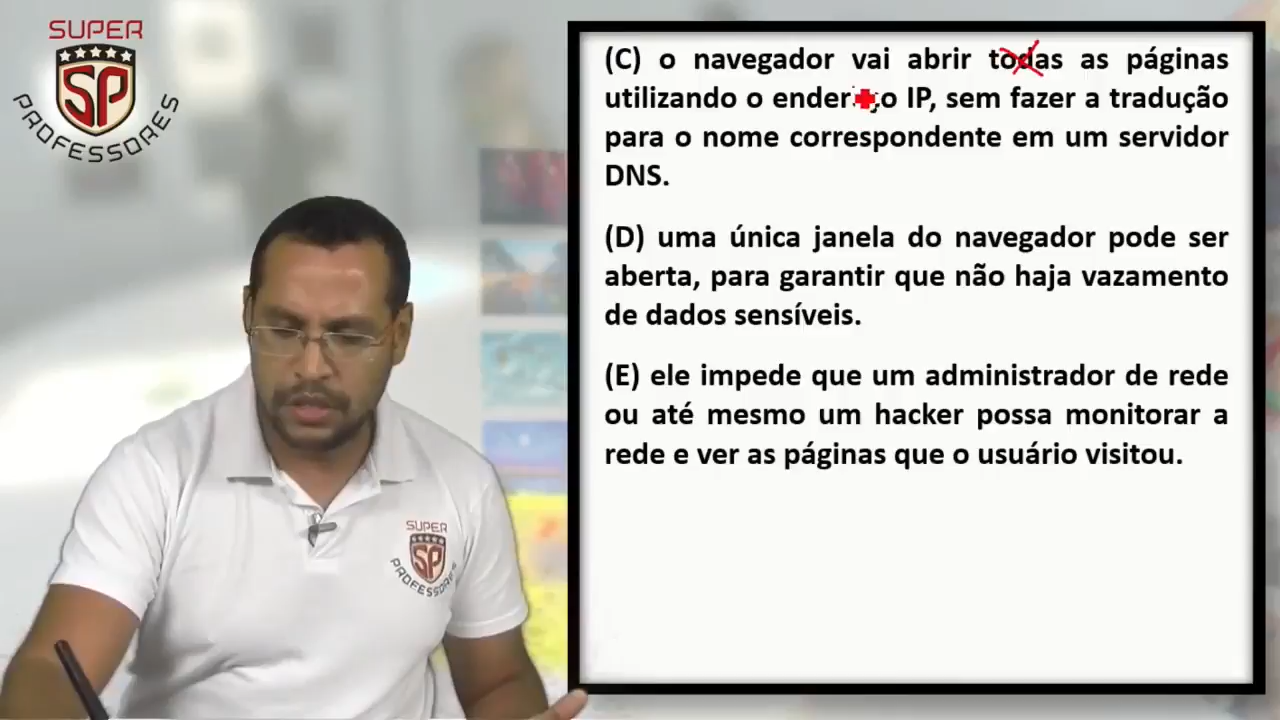 SUPER
SP
PROFESSORES
(C) o navegador vai abrir todas as páginas
utilizando o endereço IP, sem fazer a tradução
para o nome correspondente em um servidor
DNS.
(D) uma única janela do navegador pode ser
aberta, para garantir que não haja vazamento
de dados sensíveis.
(E) ele impede que um administrador de rede
ou até mesmo um hacker possa monitorar a
rede e ver as páginas que o usuário visitou.
SUPER
SP
PROFESSORES